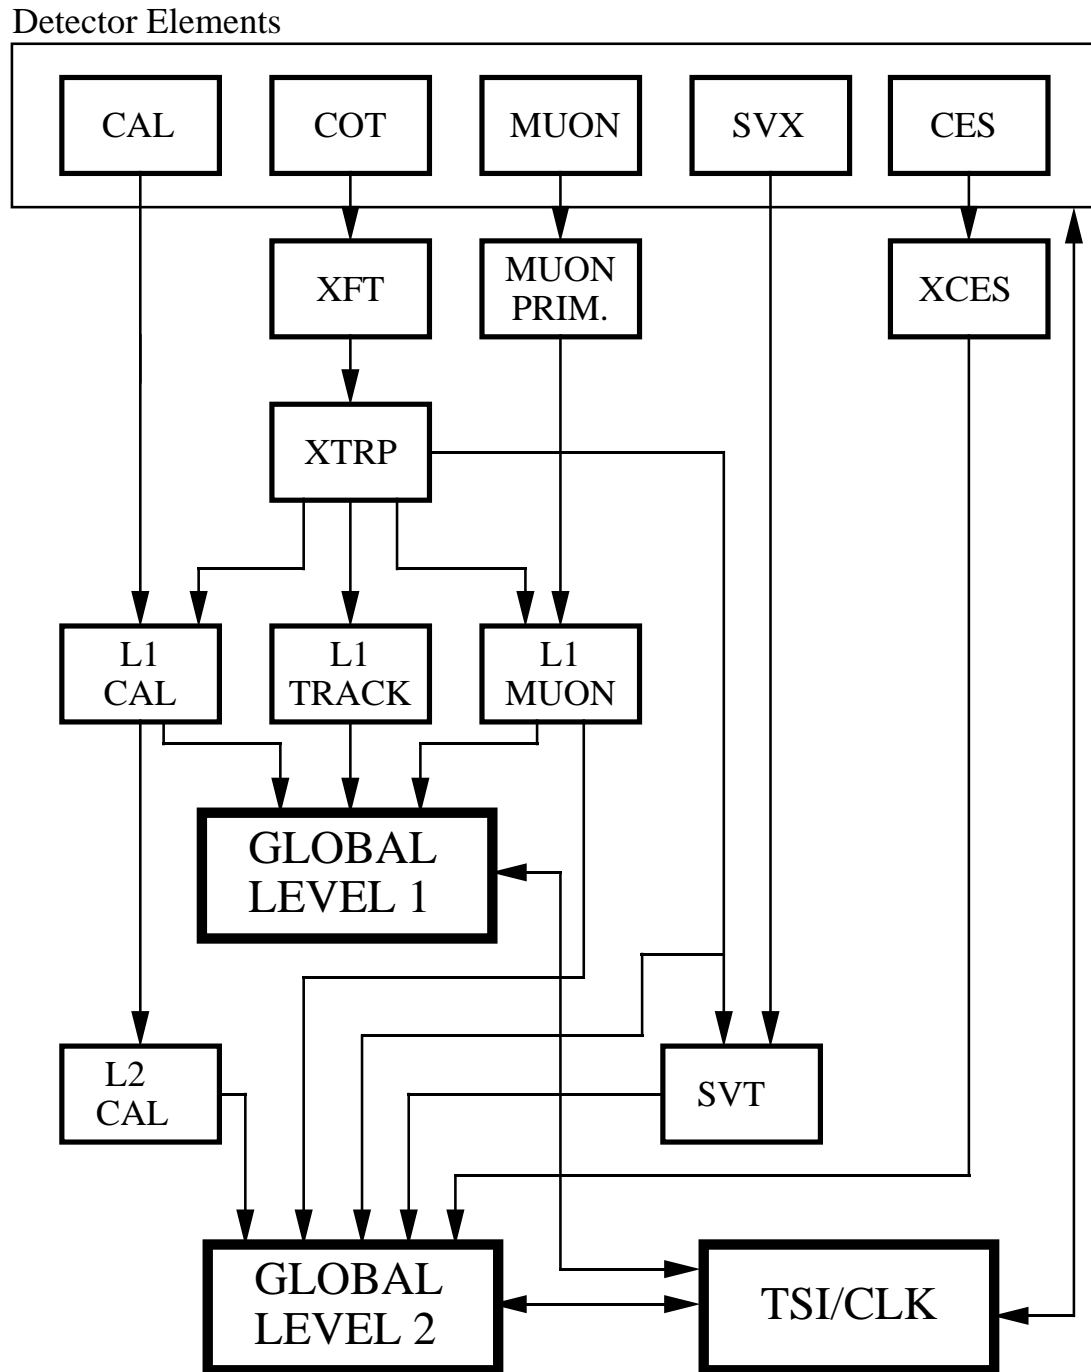 Detector Elements
CAL
COT
MUON
SVX
CES
XFT
MUON
PRIM.
XCES
XTRP
L1
CAL
L1
TRACK
L1
MUON
GLOBAL
LEVEL 1
L2
CAL
SVT
GLOBAL
LEVEL 2
TSI/CLK